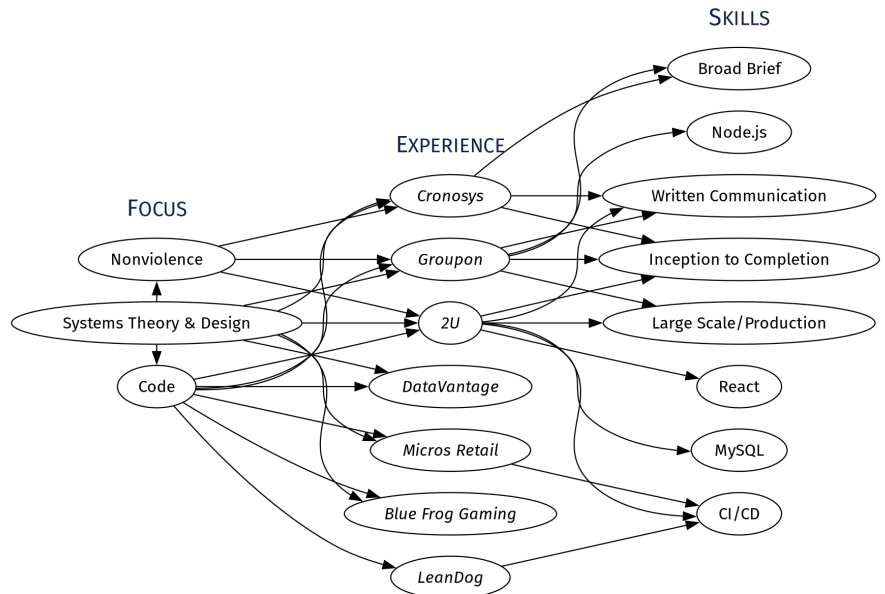 SKILLS
Broad Brief
Node.js
EXPERIENCE
Cronosys
Written Communication
FOCUS
Nonviolence
Groupon
Inception to Completion
Systems Theory & Design
2U
Large Scale/Production
Code
DataVantage
React
Micros Retail
MySQL
Blue Frog Gaming
CI/CD
LeanDog